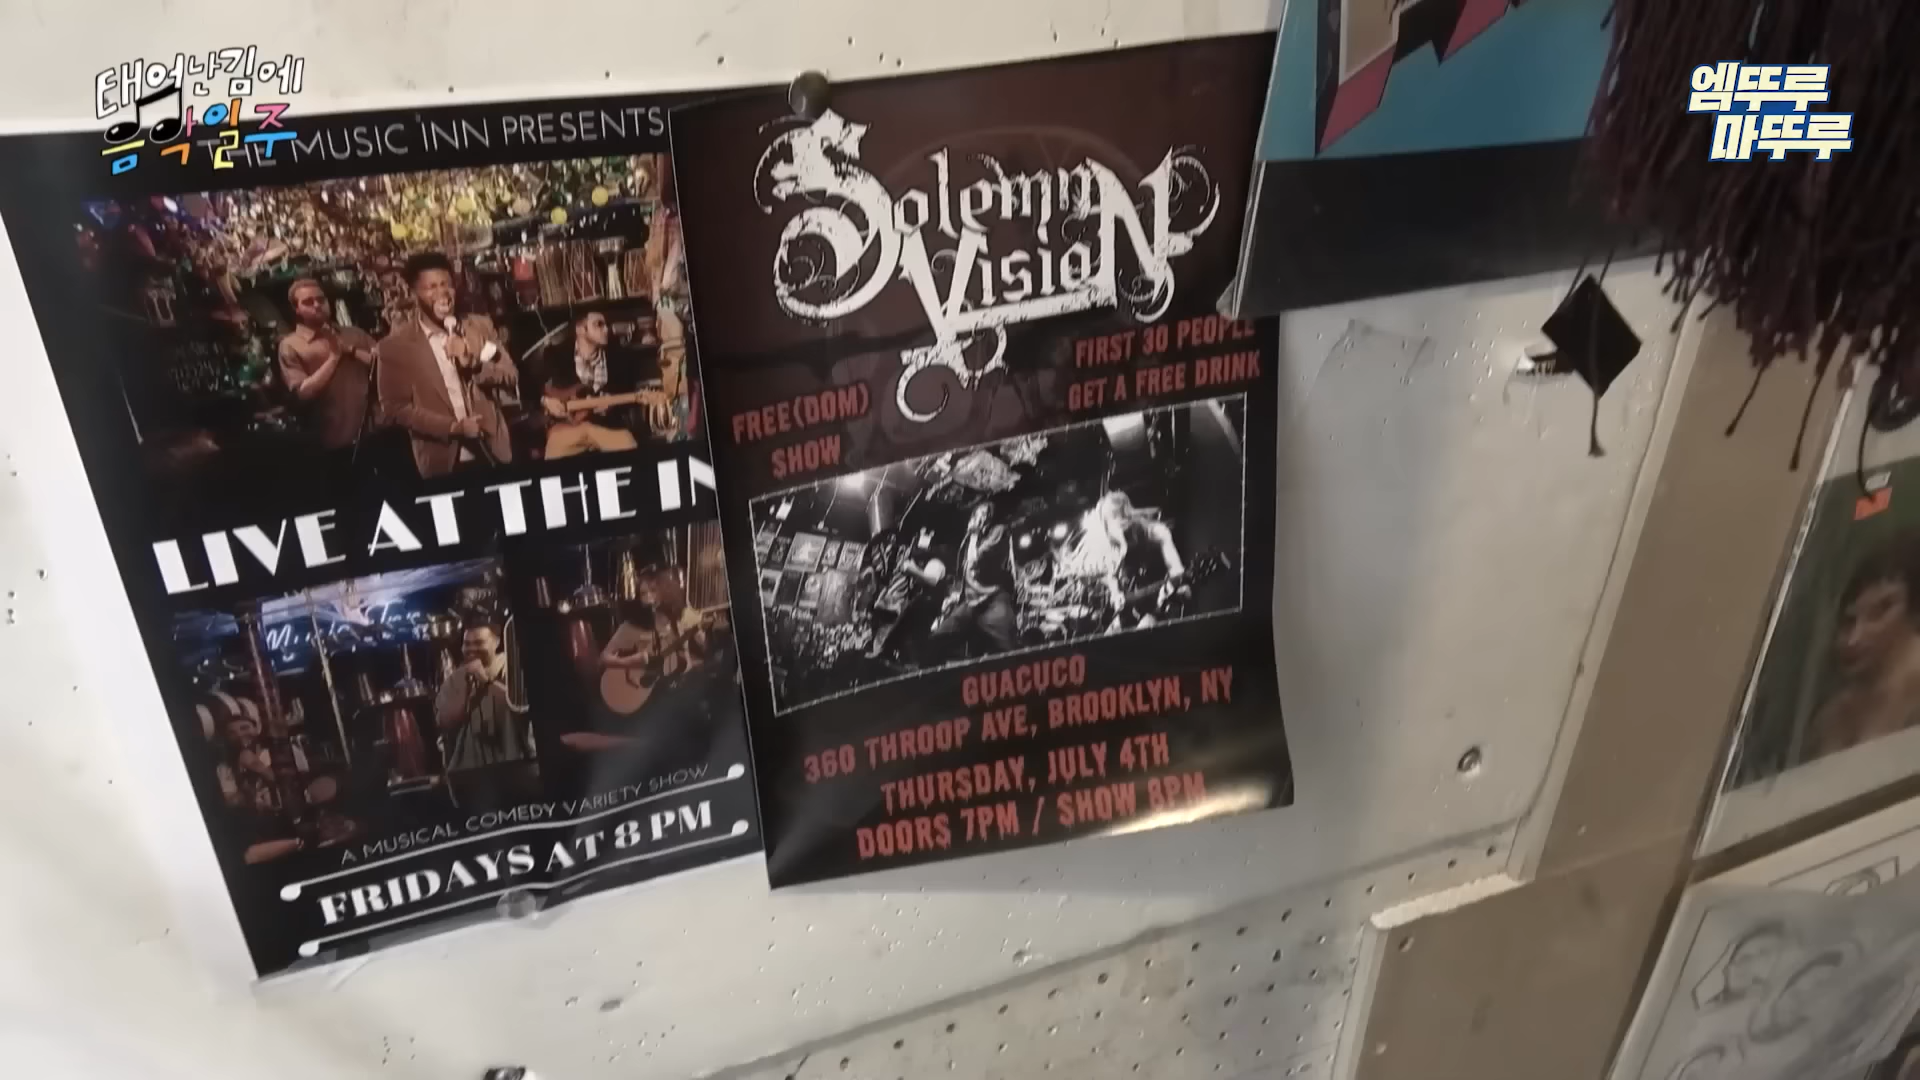 태어난김에
음악일주
엠뚜루
마뚜루
THE MUSIC INN PRESENTS
LIVE AT THE IN
Music Inn
A MUSICAL COMEDY VARIETY SHOW
FRIDAYS AT 8 PM
Solemn
Vision
FIRST 30 PEOPLE
GET A FREE DRINK
FREE(DOM)
SHOW
GUACUCO
360 THROOP AVE, BROOKLYN, NY
THURSDAY, JULY 4TH
DOORS 7PM / SHOW 8PM